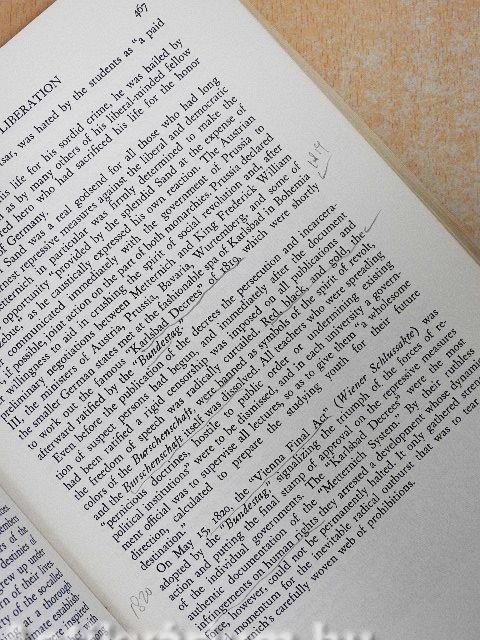 467
LIBERATION
was hated by the students as "a paid
his life for his sordid crime, he was hailed by
as by many others of his liberal-minded fellow
hero who had sacrificed his life for the honor
of Germany.
Sand was a real godsend for all those who had long
repressive measures against the liberal and democratic
in particular was firmly determined to make the
opportunity "provided by the splendid Sand at the expense of
as he caustically expressed his own reaction. The Austrian
communicated immediately with the government of Prussia to
if possible, joint action on the part of both monarchies. Prussia declared
willingness to aid in crushing the spirit of social revolution, and after
preliminary negotiations between Metternich and King Frederick William
III, the ministers of Austria, Prussia, Bavaria, Wurtemberg, and some of
German states met at the fashionable spa of Karlsbad in Bohemia
to work out the famous "Karlsbad Decrees" of 1819, which were shortly
afterward ratified by the "Bundestag."
Even before the publication of the decrees the persecution and incarcera-
tion of suspect persons had begun, and immediately after the document
had been ratified a rigid censorship was imposed on all publications and
the freedom of speech was radically curtailed. Red, black, and gold, the
colors of the Burschenschaft, were banned as symbols of the spirit of revolt,
and the Burschenschaft itself was dissolved. All teachers who were spreading
"pernicious doctrines, hostile to public order or undermining existing
political institutions" were to be dismissed, and in each university a govern-
ment official was to supervise all lectures, so as to give them "a wholesome
direction," calculated to prepare the studying youth for their future
destination."
On May 15, 1820, the "Vienna Final Act" (Wiener Schlussakte) was
adopted by the "Bundestag," signalizing the triumph of the forces of re-
action and putting the final stamp of approval on the repressive measures
of the individual governments. The "Karlsbad Decrees" were the most
authentic documentation of the "Metternich System." By their ruthless
infringements on human rights they arrested a development whose dynamic
force, however, could not be permanently halted. It only gathered strength
momentum for the inevitable radical outburst that was to tear
carefully woven web of prohibitions.
1819
1820